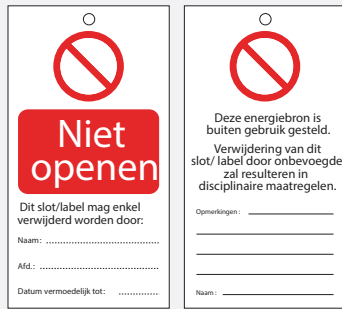 Niet
openen
Dit slot/label mag enkel
verwijderd worden door:
Naam:
Afd.:
Datum vermoedelijk tot:
Deze energiebron is
buiten gebruik gesteld.
Verwijdering van dit
slot/ label door onbevoegde
zal resulteren in
disciplinaire maatregelen.
Opmerkingen :
Naam :